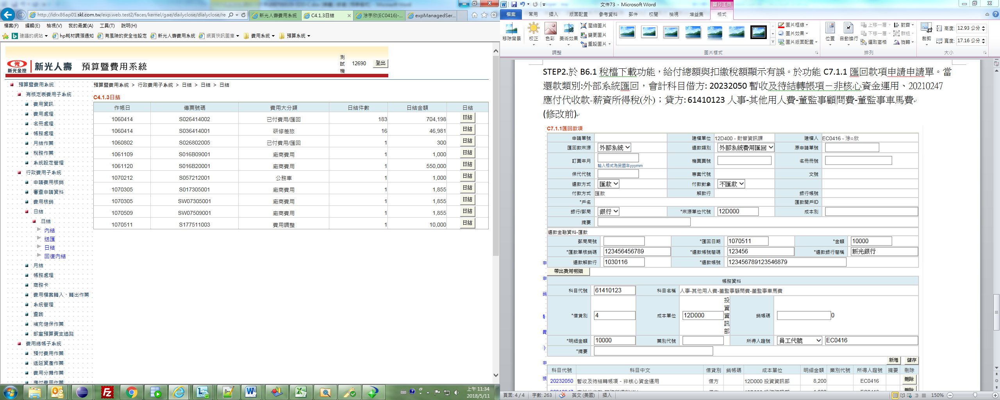 http://idrx86ap01.skl.com.tw/exp.web.test2/faces/kernel/gae/dailyclose/dialyclose/re
新光人壽費用系統
C4.1.3日結
涂宇欣(EC0416)-...
expManagedSer...
檔案(F) 編輯(E) 檢視(V) 我的最愛(A) 工具(T) 說明(H)
建議的網站 hp耗材調漲通知 有風險的安全性設定 新光人壽費用系統 網頁快訊圖庫 費用系統 預算系統
新光金控 新光人壽 預算暨費用系統
測試機 12690 登出
預算暨費用系統
有核定表費用子系統
費用資訊
費用處理
名冊處理
帳務處理
月結作業
稅務作業
系統設定管理
行政費用子系統
申請費用核銷
審查申請資料
費用核銷
日結
日結
內結
送匯
日結
回復內結
月結
帳務處理
商務卡
費用檔案轉入、轉出作業
系統管理
查詢
補充健保作業
部室預算實支追蹤
費用總帳子系統
預付費用作業
遞延資產作業
費用分攤作業
應付費用作業
預算暨費用系統 > 行政費用子系統 > 日結 > 日結 > 日結
C4.1.3日結
作帳日 傳票號碼 費用大分類 日結件數 日結金額 日結
1060414 S026414002 已付費用/匯回 183 704,198 日結
1060414 S036414001 研修差旅 16 46,981 日結
1060802 S026802005 已付費用/匯回 1 300 日結
1061109 S016B09001 廠商費用 1 1,000 日結
1061120 S016B20001 廠商費用 1 550,000 日結
1070212 S057212001 公務車 1 1,000 日結
1070305 S017305001 廠商費用 1 1,855 日結
1070305 SW07305001 廠商費用 1 1,855 日結
1070509 SW07509001 廠商費用 1 1,855 日結
1070511 S177511003 費用調整 1 10,000 日結
上午 11:34
2018/5/11
文件73 - Microsoft Word
圖片工具
檔案 常用 插入 版面配置 參考資料 郵件 校閱 檢視 增益集 格式
移除背景 校正 色彩 美術效果 壓縮圖片 變更圖片 重設圖片
調整
圖片樣式
圖片框線 圖片效果 圖片版面配置
位置 自動換行 上移一層 下移一層 選取窗格 對齊 群組 旋轉
排列
裁剪 高度: 12.93 公分
寬度: 17.16 公分
大小
STEP2.於 B6.1 稅檔下載功能，給付總額與扣繳稅額顯示有誤。於功能 C7.1.1 匯回款項申請申請單。當
還款類別:外部系統匯回，會計科目借方: 20232050 暫收及待結轉帳項－非核心資金運用、20210247
應付代收款-薪資所得稅(外)；貸方: 61410123 人事-其他用人費-董監事顧問費-董監事車馬費
(修改前)
C7.1.1匯回款項
申請單號 建檔單位 12D400 - 財管資訊課 建檔人 EC0416 - 涂○欣
匯回款來源 外部系統 還款類別 外部系統費用匯回 原申請單號
訂票年月 輸入格式為民國年yyymm 機票票號 名冊冊號
保代代號 專案代號 文號
還款方式 匯款 付款對象 不匯款
付款方式 匯款 解款行 銀行帳號
*戶名 匯款開戶ID
銀行/郵局 銀行 *來源單位代號 12D000 成本別
摘要
還款金融資料-匯款
郵局局號 *匯回日期 1070511 *金額 10000
*匯款單核銷碼 123456456789 *還款帳號簡碼 123456 *還款銀行簡稱 新光銀行
還款解款行 1030116 *還款帳號 123456789123546879
帶出費用明細
帳務資料
科目代號 61410123 科目名稱 人事-其他用人費-董監事顧問費-董監事車馬費
*借貸別 4 成本單位 12D000 投資資訊部 銷帳碼 0
*明細金額 10000 業別代號 所得人證號 員工代號 EC0416
*摘要
新增 儲存
科目代號 科目中文 借貸別 銷帳碼 成本單位 明細金額 業別代號 所得人證號 摘要 刪除
20232050 暫收及待結轉帳項－非核心資金運用 借方 12D000 投資資訊部 8,200 EC0416 刪除
頁面: 4 / 4 字數: 263 英文 (美國) 插入 150%